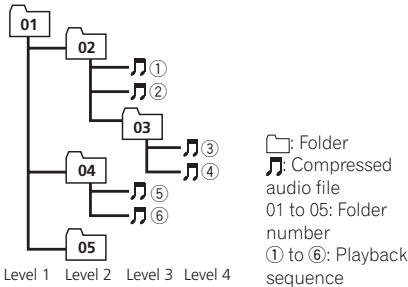 01
02
①
②
03
③
④
04
⑤
⑥
05
Level 1 Level 2 Level 3 Level 4
: Folder
: Compressed
audio file
01 to 05: Folder
number
① to ⑥: Playback
sequence